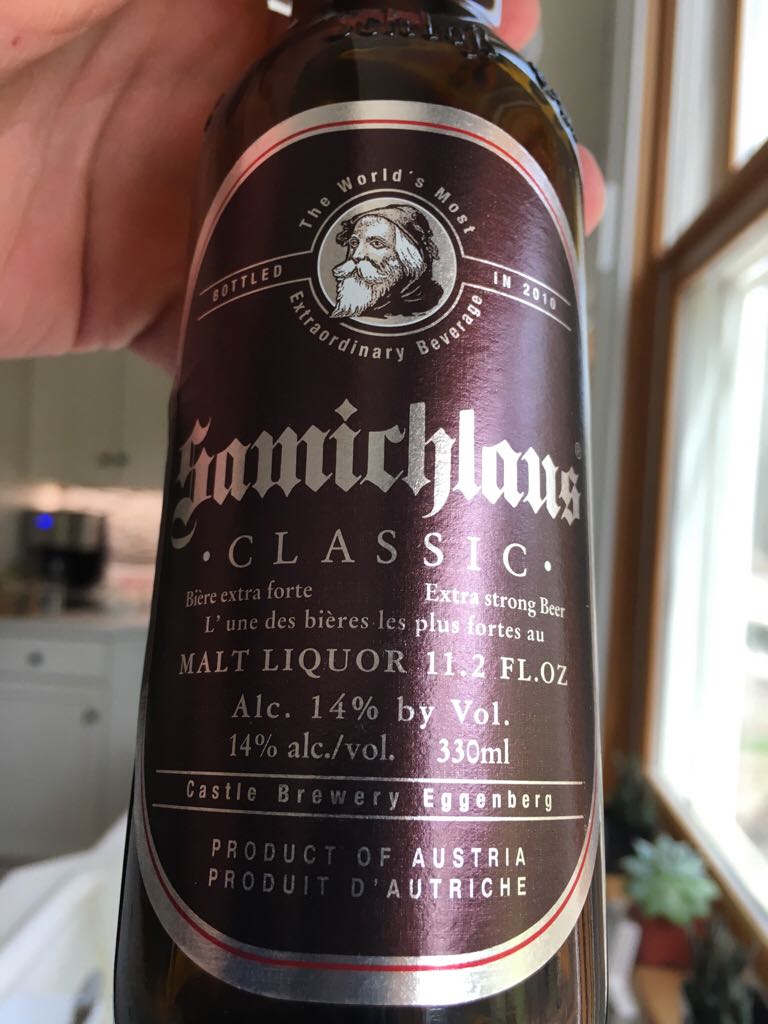 The World's Most
BOTTLED IN 2010
Extraordinary Beverage
Samichlaus®
· CLASSIC ·
Bière extra forte Extra strong Beer
L'une des bières les plus fortes au
MALT LIQUOR 11.2 FL.OZ
Alc. 14% by Vol.
14% alc./vol. 330ml
Castle Brewery Eggenberg
PRODUCT OF AUSTRIA
PRODUIT D'AUTRICHE